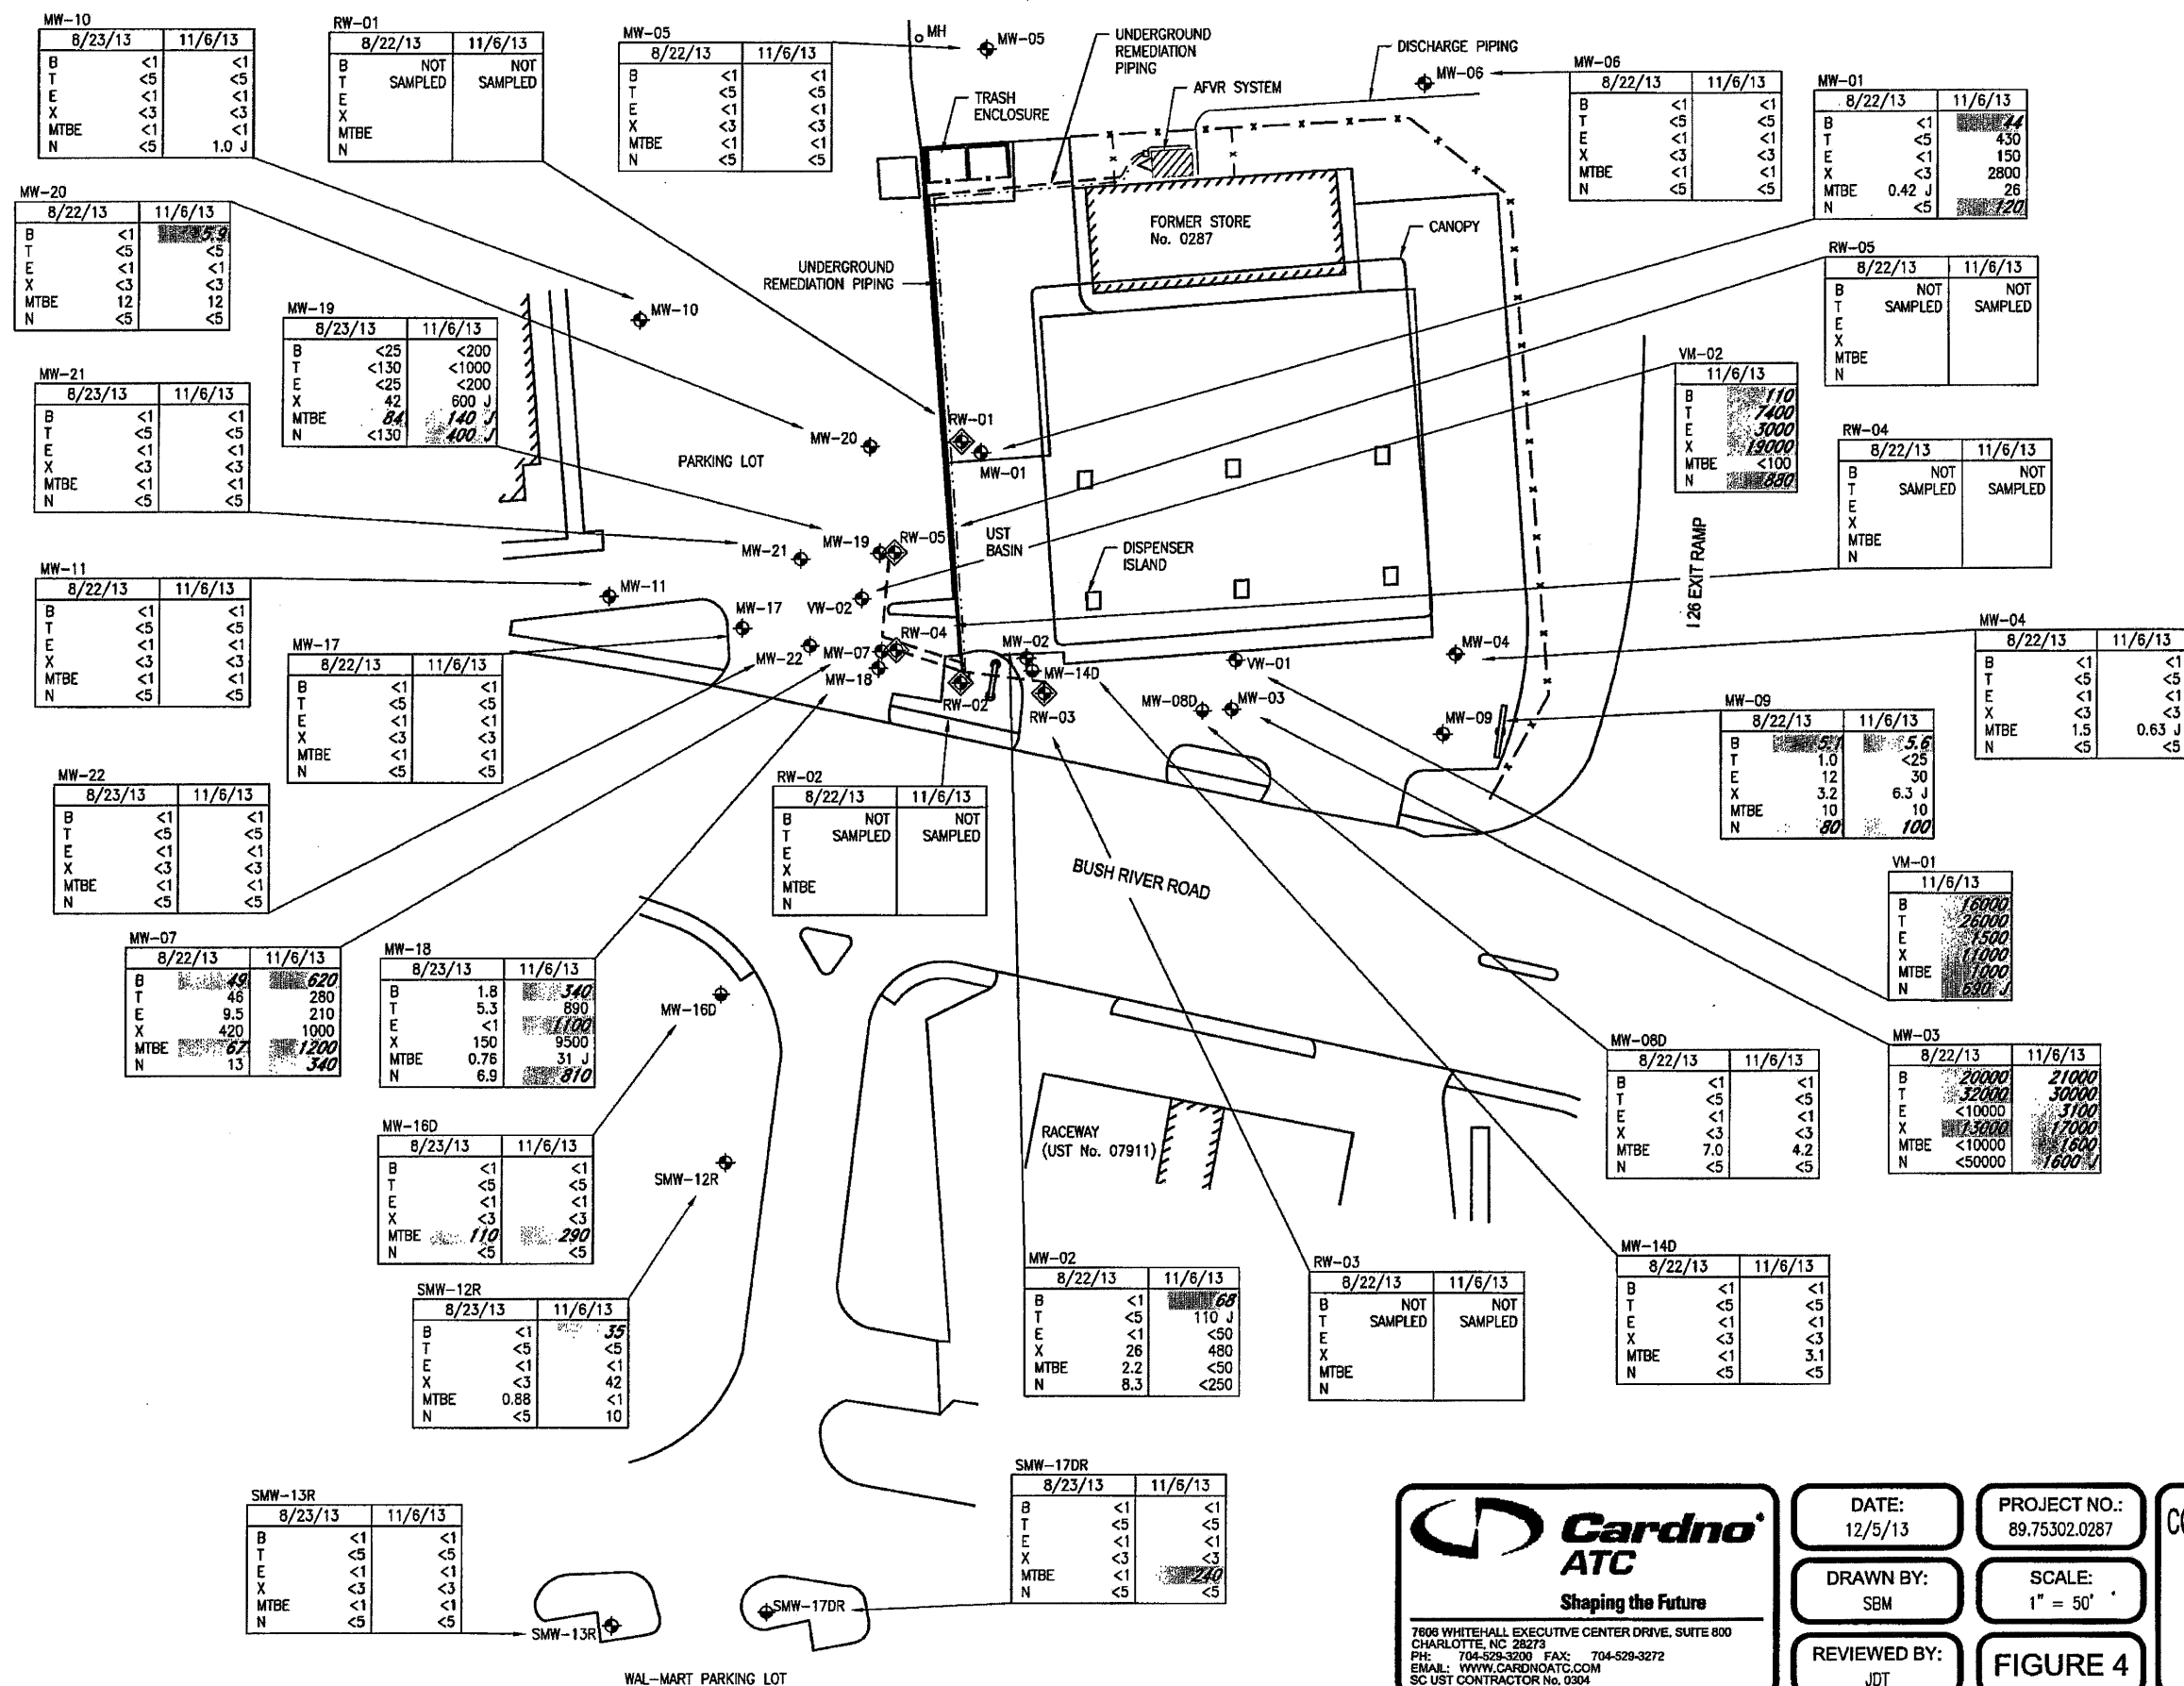 MW-10
8/23/13 11/6/13
B <1 <1
T <5 <5
E <1 <1
X <3 <3
MTBE <1 <1
N <5 1.0 J
RW-01
8/22/13 11/6/13
B NOT NOT
T SAMPLED SAMPLED
E
X
MTBE
N
MW-05
8/22/13 11/6/13
B <1 <1
T <5 <5
E <1 <1
X <3 <3
MTBE <1 <1
N <5 <5
MH
MW-05
UNDERGROUND
REMEDIATION
PIPING
DISCHARGE PIPING
MW-06
AFVR SYSTEM
TRASH
ENCLOSURE
MW-06
8/22/13 11/6/13
B <1 <1
T <5 <5
E <1 <1
X <3 <3
MTBE <1 <1
N <5 <5
MW-01
8/22/13 11/6/13
B <1 44
T <5 430
E <1 150
X <3 2800
MTBE 0.42 J 26
N <5 120
MW-20
8/22/13 11/6/13
B <1 5.9
T <5 <5
E <1 <1
X <3 <3
MTBE 12 12
N <5 <5
FORMER STORE
No. 0287
CANOPY
UNDERGROUND
REMEDIATION PIPING
RW-05
8/22/13 11/6/13
B NOT NOT
T SAMPLED SAMPLED
E
X
MTBE
N
MW-19
8/23/13 11/6/13
B <25 <200
T <130 <1000
E <25 <200
X 42 600 J
MTBE 84 140 J
N <130 400 J
MW-10
VM-02
11/6/13
B 110
T 7400
E 3000
X 19000
MTBE <100
N 880
MW-21
8/23/13 11/6/13
B <1 <1
T <5 <5
E <1 <1
X <3 <3
MTBE <1 <1
N <5 <5
RW-01
MW-20
MW-01
PARKING LOT
RW-04
8/22/13 11/6/13
B NOT NOT
T SAMPLED SAMPLED
E
X
MTBE
N
MW-21
MW-19
RW-05
UST
BASIN
DISPENSER
ISLAND
I 26 EXIT RAMP
MW-11
8/22/13 11/6/13
B <1 <1
T <5 <5
E <1 <1
X <3 <3
MTBE <1 <1
N <5 <5
MW-11
MW-17
VW-02
MW-22
MW-07
RW-04
MW-18
MW-02
MW-14D
RW-02
RW-03
VW-01
MW-08D
MW-03
MW-04
MW-09
MW-17
8/22/13 11/6/13
B <1 <1
T <5 <5
E <1 <1
X <3 <3
MTBE <1 <1
N <5 <5
MW-04
8/22/13 11/6/13
B <1 <1
T <5 <5
E <1 <1
X <3 <3
MTBE 1.5 0.63 J
N <5 <5
MW-09
8/22/13 11/6/13
B 5.1 5.6
T 1.0 <25
E 12 30
X 3.2 6.3 J
MTBE 10 10
N 80 100
MW-22
8/23/13 11/6/13
B <1 <1
T <5 <5
E <1 <1
X <3 <3
MTBE <1 <1
N <5 <5
RW-02
8/22/13 11/6/13
B NOT NOT
T SAMPLED SAMPLED
E
X
MTBE
N
BUSH RIVER ROAD
VM-01
11/6/13
B 16000
T 26000
E 1500
X 11000
MTBE 1000
N 690 J
MW-07
8/22/13 11/6/13
B 49 620
T 46 280
E 9.5 210
X 420 1000
MTBE 67 1200
N 13 340
MW-18
8/23/13 11/6/13
B 1.8 340
T 5.3 890
E <1 1100
X 150 9500
MTBE 0.76 31 J
N 6.9 810
MW-16D
MW-08D
8/22/13 11/6/13
B <1 <1
T <5 <5
E <1 <1
X <3 <3
MTBE 7.0 4.2
N <5 <5
MW-03
8/22/13 11/6/13
B 20000 21000
T 32000 30000
E <10000 3100
X 13000 17000
MTBE <10000 1600
N <50000 1600 J
MW-16D
8/23/13 11/6/13
B <1 <1
T <5 <5
E <1 <1
X <3 <3
MTBE 110 290
N <5 <5
SMW-12R
RACEWAY
(UST No. 07911)
SMW-12R
8/23/13 11/6/13
B <1 35
T <5 <5
E <1 <1
X <3 42
MTBE 0.88 <1
N <5 10
MW-02
8/22/13 11/6/13
B <1 68
T <5 110 J
E <1 <50
X 26 480
MTBE 2.2 <50
N 8.3 <250
RW-03
8/22/13 11/6/13
B NOT NOT
T SAMPLED SAMPLED
E
X
MTBE
N
MW-14D
8/22/13 11/6/13
B <1 <1
T <5 <5
E <1 <1
X <3 <3
MTBE <1 3.1
N <5 <5
SMW-13R
8/23/13 11/6/13
B <1 <1
T <5 <5
E <1 <1
X <3 <3
MTBE <1 <1
N <5 <5
SMW-17DR
8/23/13 11/6/13
B <1 <1
T <5 <5
E <1 <1
X <3 <3
MTBE <1 240
N <5 <5
SMW-13R
SMW-17DR
WAL-MART PARKING LOT
Cardno
ATC
Shaping the Future
7606 WHITEHALL EXECUTIVE CENTER DRIVE, SUITE 800
CHARLOTTE, NC 28273
PH: 704-529-3200 FAX: 704-529-3272
EMAIL: WWW.CARDNOATC.COM
SC UST CONTRACTOR No. 0304
DATE:
12/5/13
PROJECT NO.:
89.75302.0287
DRAWN BY:
SBM
SCALE:
1" = 50'
REVIEWED BY:
JDT
FIGURE 4